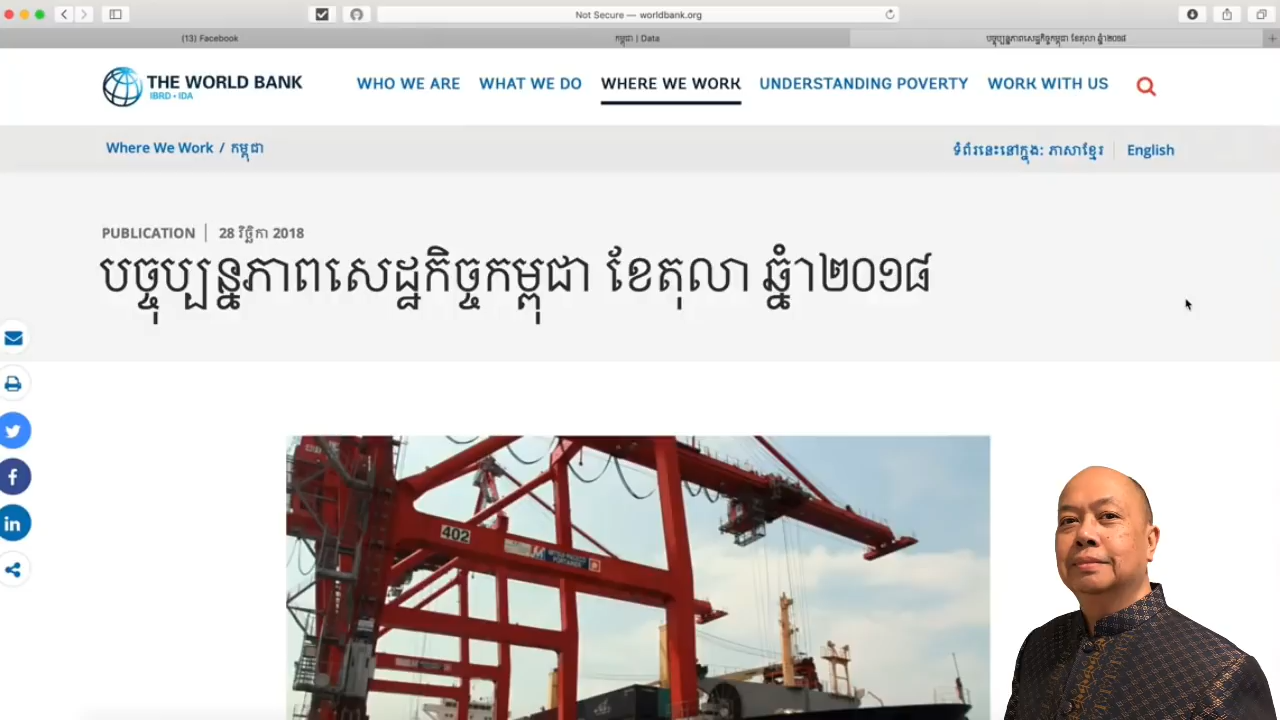 Not Secure — worldbank.org
(13) Facebook
កម្ពុជា | Data
បច្ចុប្បន្នភាពសេដ្ឋកិច្ចកម្ពុជា ខែតុលា ឆ្នំា២០១៨
THE WORLD BANK
IBRD • IDA
WHO WE ARE
WHAT WE DO
WHERE WE WORK
UNDERSTANDING POVERTY
WORK WITH US
Where We Work / កម្ពុជា
ទំព័រនេះនៅក្នុង: ភាសាខ្មែរ
English
PUBLICATION | 28 វិច្ឆិកា 2018
បច្ចុប្បន្នភាពសេដ្ឋកិច្ចកម្ពុជា ខែតុលា ឆ្នំា២០១៨
402